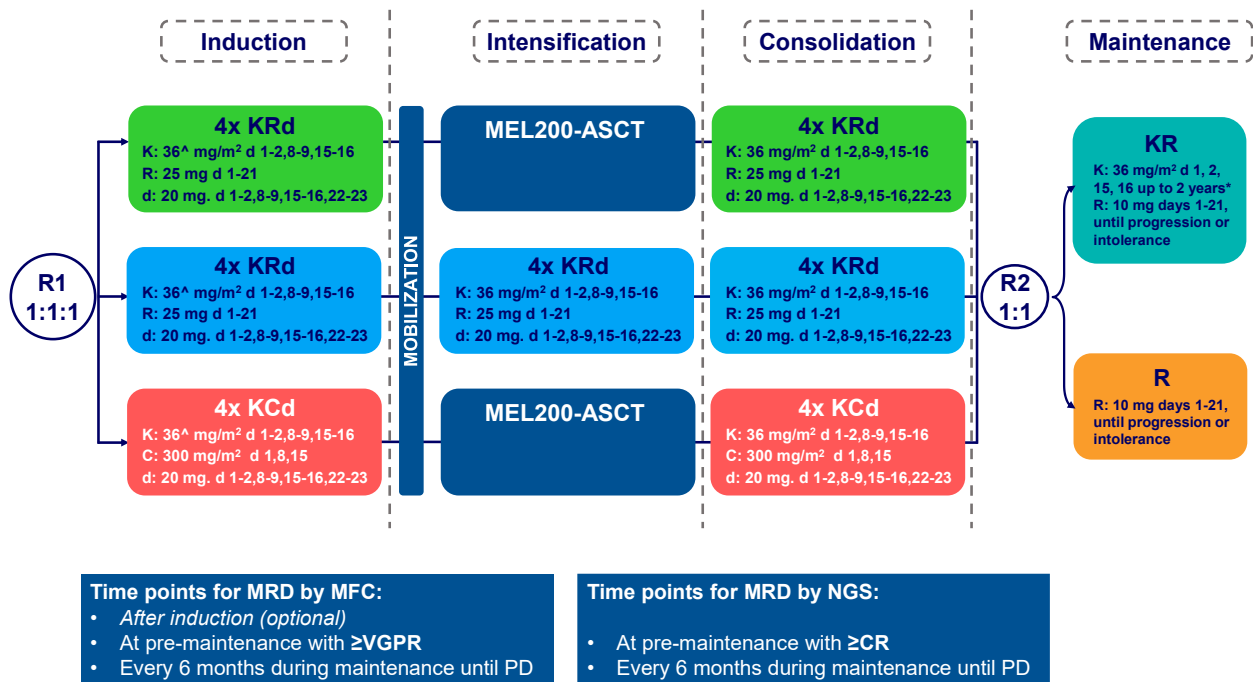 Induction
Intensification
Consolidation
Maintenance
R1
1:1:1
4x KRd
K: 36^ mg/m² d 1-2,8-9,15-16
R: 25 mg d 1-21
d: 20 mg. d 1-2,8-9,15-16,22-23
4x KRd
K: 36^ mg/m² d 1-2,8-9,15-16
R: 25 mg d 1-21
d: 20 mg. d 1-2,8-9,15-16,22-23
4x KCd
K: 36^ mg/m² d 1-2,8-9,15-16
C: 300 mg/m² d 1,8,15
d: 20 mg. d 1-2,8-9,15-16,22-23
MOBILIZATION
MEL200-ASCT
4x KRd
K: 36 mg/m² d 1-2,8-9,15-16
R: 25 mg d 1-21
d: 20 mg. d 1-2,8-9,15-16,22-23
MEL200-ASCT
4x KRd
K: 36 mg/m² d 1-2,8-9,15-16
R: 25 mg d 1-21
d: 20 mg. d 1-2,8-9,15-16,22-23
4x KRd
K: 36 mg/m² d 1-2,8-9,15-16
R: 25 mg d 1-21
d: 20 mg. d 1-2,8-9,15-16,22-23
4x KCd
K: 36 mg/m² d 1-2,8-9,15-16
C: 300 mg/m² d 1,8,15
d: 20 mg. d 1-2,8-9,15-16,22-23
R2
1:1
KR
K: 36 mg/m² d 1, 2,
15, 16 up to 2 years*
R: 10 mg days 1-21,
until progression or
intolerance
R
R: 10 mg days 1-21,
until progression or
intolerance
Time points for MRD by MFC:
• After induction (optional)
• At pre-maintenance with ≥VGPR
• Every 6 months during maintenance until PD
Time points for MRD by NGS:
• At pre-maintenance with ≥CR
• Every 6 months during maintenance until PD